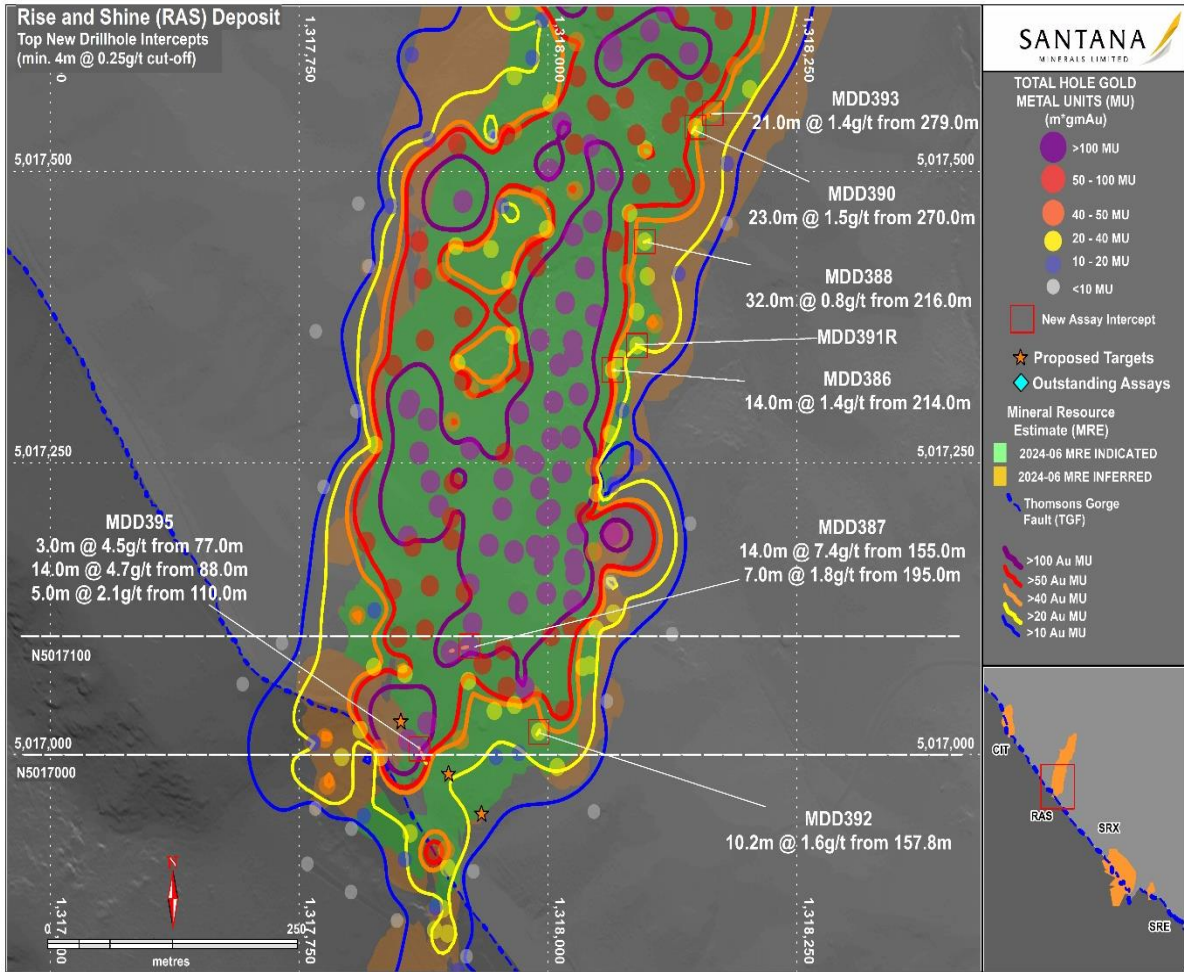 Rise and Shine (RAS) Deposit
Top New Drillhole Intercepts
(min. 4m @ 0.25g/t cut-off)
1,317,750
1,318,000
1,318,250
5,017,500
5,017,500
MDD393
21.0m @ 1.4g/t from 279.0m
MDD390
23.0m @ 1.5g/t from 270.0m
MDD388
32.0m @ 0.8g/t from 216.0m
MDD391R
MDD386
14.0m @ 1.4g/t from 214.0m
5,017,250
5,017,250
MDD395
3.0m @ 4.5g/t from 77.0m
14.0m @ 4.7g/t from 88.0m
5.0m @ 2.1g/t from 110.0m
MDD387
14.0m @ 7.4g/t from 155.0m
7.0m @ 1.8g/t from 195.0m
N5017100
5,017,000
5,017,000
N5017000
MDD392
10.2m @ 1.6g/t from 157.8m
N
0
250
metres
1,317,750
1,318,000
1,318,250
SANTANA
MINERALS LIMITED
TOTAL HOLE GOLD
METAL UNITS (MU)
(m*gmAu)
>100 MU
50 - 100 MU
40 - 50 MU
20 - 40 MU
10 - 20 MU
<10 MU
New Assay Intercept
Proposed Targets
Outstanding Assays
Mineral Resource
Estimate (MRE)
2024-06 MRE INDICATED
2024-06 MRE INFERRED
Thomsons Gorge
Fault (TGF)
>100 Au MU
>50 Au MU
>40 Au MU
>20 Au MU
>10 Au MU
CIT
RAS
SRX
SRE